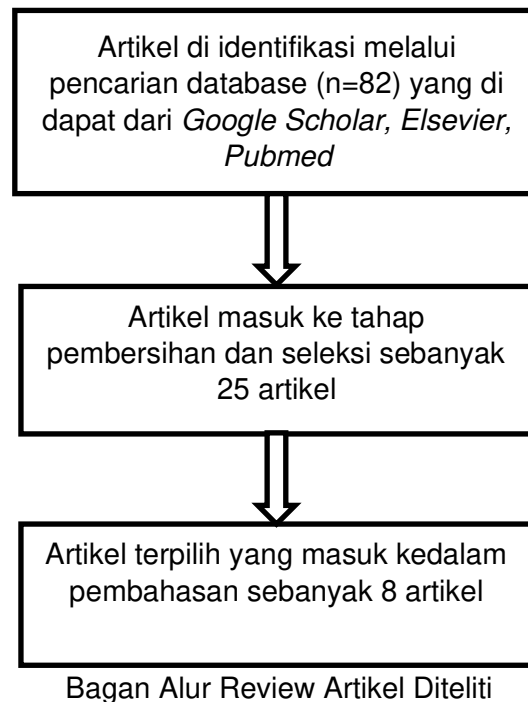 Artikel di identifikasi melalui
pencarian database (n=82) yang di
dapat dari Google Scholar, Elsevier,
Pubmed
Artikel masuk ke tahap
pembersihan dan seleksi sebanyak
25 artikel
Artikel terpilih yang masuk kedalam
pembahasan sebanyak 8 artikel
Bagan Alur Review Artikel Diteliti